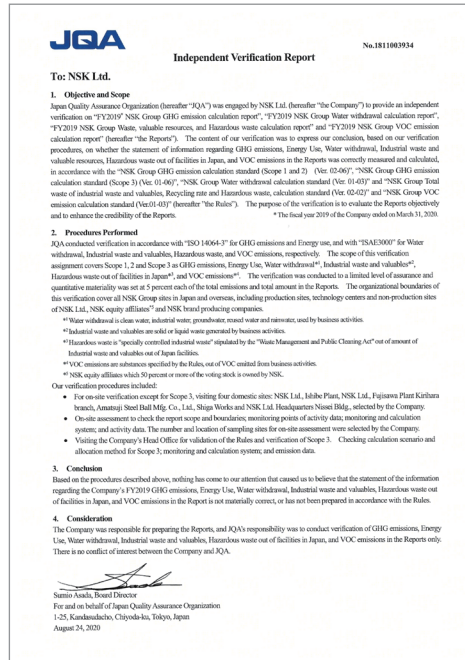 JQA
No.1811003934
Independent Verification Report
To: NSK Ltd.
1. Objective and Scope
Japan Quality Assurance Organization (hereafter "JQA") was engaged by NSK Ltd. (hereafter "the Company") to provide an independent
verification on "FY2019* NSK Group GHG emission calculation report", "FY2019 NSK Group Water withdrawal calculation report",
"FY2019 NSK Group Waste, valuable resources, and Hazardous waste calculation report" and "FY2019 NSK Group VOC emission
calculation report" (hereafter "the Reports"). The content of our verification was to express our conclusion, based on our verification
procedures, on whether the statement of information regarding GHG emissions, Energy Use, Water withdrawal, Industrial waste and
valuable resources, Hazardous waste out of facilities in Japan, and VOC emissions in the Reports was correctly measured and calculated,
in accordance with the "NSK Group GHG emission calculation standard (Scope 1 and 2) (Ver. 02-06)", "NSK Group GHG emission
calculation standard (Scope 3) (Ver. 01-06)", "NSK Group Water withdrawal calculation standard (Ver. 01-03)" and "NSK Group Total
waste of industrial waste and valuables, Recycling rate and Hazardous waste, calculation standard (Ver. 02-02)" and "NSK Group VOC
emission calculation standard (Ver.01-03)" (hereafter "the Rules"). The purpose of the verification is to evaluate the Reports objectively
and to enhance the credibility of the Reports. * The fiscal year 2019 of the Company ended on March 31, 2020.
2. Procedures Performed
JQA conducted verification in accordance with "ISO 14064-3" for GHG emissions and Energy use, and with "ISAE3000" for Water
withdrawal, Industrial waste and valuables, Hazardous waste, and VOC emissions, respectively. The scope of this verification
assignment covers Scope 1, 2 and Scope 3 as GHG emissions, Energy Use, Water withdrawal*1, Industrial waste and valuables*2,
Hazardous waste out of facilities in Japan*3, and VOC emissions*4. The verification was conducted to a limited level of assurance and
quantitative materiality was set at 5 percent each of the total emissions and total amount in the Reports. The organizational boundaries of
this verification cover all NSK Group sites in Japan and overseas, including production sites, technology centers and non-production sites
of NSK Ltd., NSK equity affiliates*5 and NSK brand producing companies.
*1 Water withdrawal is clean water, industrial water, groundwater, reused water and rainwater, used by business activities.
*2 Industrial waste and valuables are solid or liquid waste generated by business activities.
*3 Hazardous waste is "specially controlled industrial waste" stipulated by the "Waste Management and Public Cleaning Act" out of amount of
Industrial waste and valuables out of Japan facilities.
*4 VOC emissions are substances specified by the Rules, out of VOC emitted from business activities.
*5 NSK equity affiliates which 50 percent or more of the voting stock is owned by NSK.
Our verification procedures included:
• For on-site verification except for Scope 3, visiting four domestic sites: NSK Ltd., Ishibe Plant, NSK Ltd., Fujisawa Plant Kirihara
branch, Amatsuji Steel Ball Mfg. Co., Ltd., Shiga Works and NSK Ltd. Headquarters Nissei Bldg., selected by the Company.
• On-site assessment to check the report scope and boundaries; monitoring points of activity data; monitoring and calculation
system; and activity data. The number and location of sampling sites for on-site assessment were selected by the Company.
• Visiting the Company's Head Office for validation of the Rules and verification of Scope 3. Checking calculation scenario and
allocation method for Scope 3; monitoring and calculation system; and emission data.
3. Conclusion
Based on the procedures described above, nothing has come to our attention that caused us to believe that the statement of the information
regarding the Company's FY2019 GHG emissions, Energy Use, Water withdrawal, Industrial waste and valuables, Hazardous waste out
of facilities in Japan, and VOC emissions in the Report is not materially correct, or has not been prepared in accordance with the Rules.
4. Consideration
The Company was responsible for preparing the Reports, and JQA's responsibility was to conduct verification of GHG emissions, Energy
Use, Water withdrawal, Industrial waste and valuables, Hazardous waste out of facilities in Japan, and VOC emissions in the Reports only.
There is no conflict of interest between the Company and JQA.
Sumio Asada, Board Director
For and on behalf of Japan Quality Assurance Organization
1-25, Kandasudacho, Chiyoda-ku, Tokyo, Japan
August 24, 2020